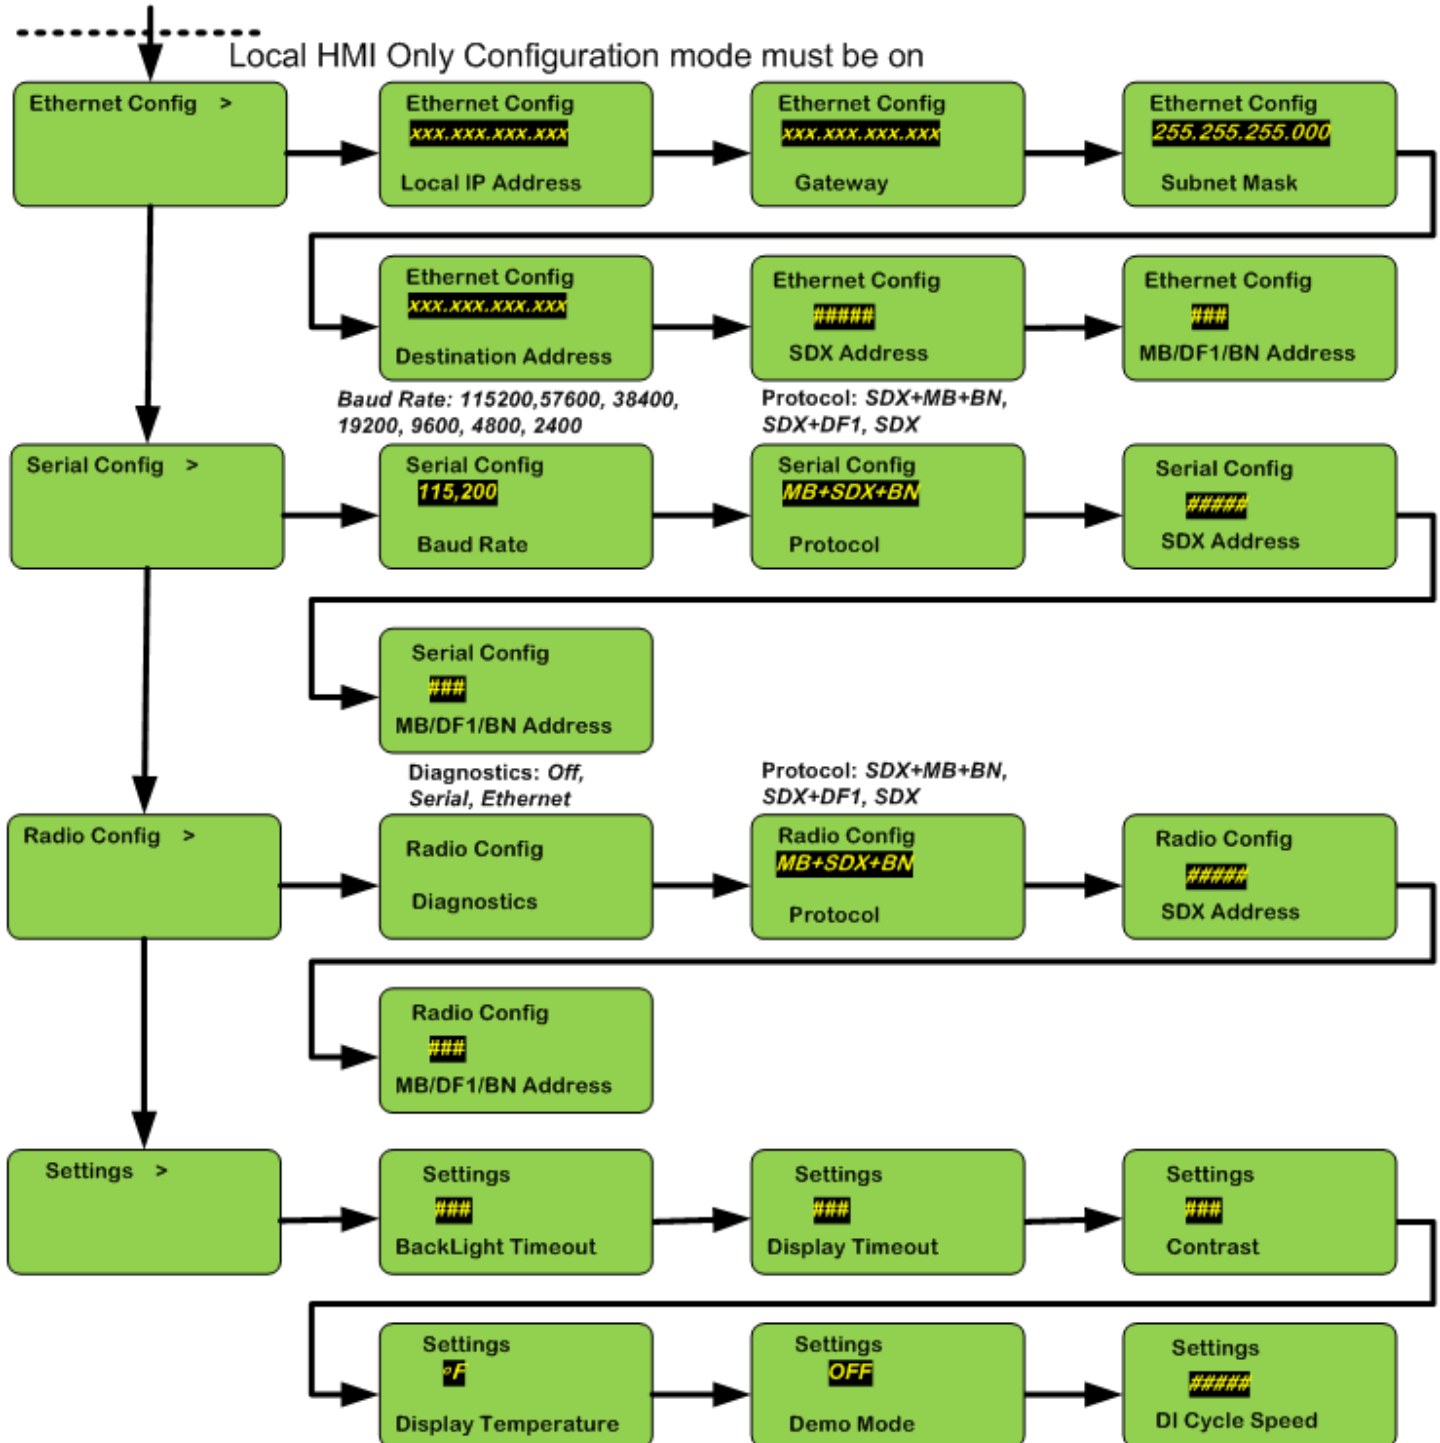 Local HMI Only Configuration mode must be on
Ethernet Config >
Ethernet Config
xxx.xxx.xxx.xxx
Local IP Address
Ethernet Config
xxx.xxx.xxx.xxx
Gateway
Ethernet Config
255.255.255.000
Subnet Mask
Ethernet Config
xxx.xxx.xxx.xxx
Destination Address
Ethernet Config
#####
SDX Address
Ethernet Config
###
MB/DF1/BN Address
Baud Rate: 115200,57600, 38400,
19200, 9600, 4800, 2400
Protocol: SDX+MB+BN,
SDX+DF1, SDX
Serial Config >
Serial Config
115,200
Baud Rate
Serial Config
MB+SDX+BN
Protocol
Serial Config
#####
SDX Address
Serial Config
###
MB/DF1/BN Address
Diagnostics: Off,
Serial, Ethernet
Protocol: SDX+MB+BN,
SDX+DF1, SDX
Radio Config >
Radio Config
Diagnostics
Radio Config
MB+SDX+BN
Protocol
Radio Config
#####
SDX Address
Radio Config
###
MB/DF1/BN Address
Settings >
Settings
###
BackLight Timeout
Settings
###
Display Timeout
Settings
###
Contrast
Settings
°F
Display Temperature
Settings
OFF
Demo Mode
Settings
#####
DI Cycle Speed